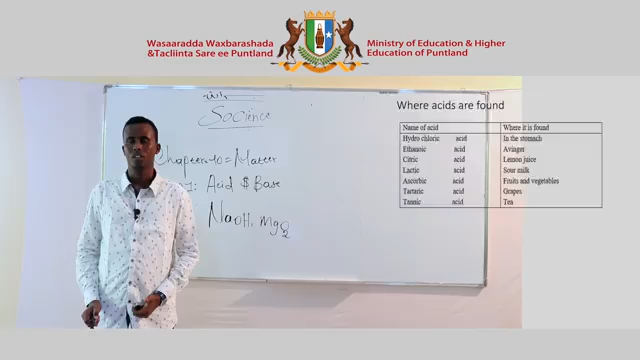 Wasaaradda Waxbarashada
&Tacliinta Sare ee Puntland
Ministry of Education & Higher
Education of Puntland
Socience
Chapter 10 = Matter
Acid $ Base
NaOH, MgO2
Where acids are found
Name of acid Where it is found
Hydro chloric acid In the stomach
Ethanoic acid Aviages
Citric acid Lemon juice
Lactic acid Sour milk
Ascorbic acid Fruits and vegetables
Tartaric acid Grapes
Tannic acid Tea